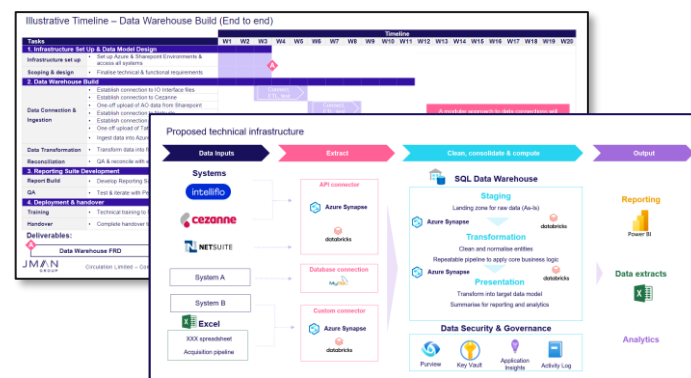 Illustrative Timeline – Data Warehouse Build (End to end)
Timeline
Tasks W1 W2 W3 W4 W5 W6 W7 W8 W9 W10 W11 W12 W13 W14 W15 W16 W17 W18 W19 W20
1. Infrastructure Set Up & Data Model Design
Infrastructure set up • Set up Azure & Sharepoint Environments &
access all systems
A
Scoping & design • Finalise technical & functional requirements
2. Data Warehouse Build
• Establish connection to IO Interface files
• Establish connection to Cezanne
• One off upload of AO data from Sharepoint
• Establish connection to
• Establish connection to
• One off upload of
• Ingest data into
Data Connection &
Ingestion
Connect,
ETL, test
Connect,
A modular approach to data connections will
Data Transformation • Transform data into
Reconciliation • QA & reconcile with
3. Reporting Suite Development
Report Build • Develop Reporting
QA • Test & iterate with
4. Deployment & handover
Training • Technical training to
Handover • Complete handover
Deliverables:
A
Data Warehouse FRD
JMAN
GROUP
Circulation Limited –
Proposed technical infrastructure
Data Inputs Extract Clean, consolidate & compute Output
Systems
intelliflo
cezanne
NETSUITE
System A
System B
Excel
XXX spreadsheet
Acquisition pipeline
API connector
Azure Synapse
databricks
Database connection
MySQL
Custom connector
Azure Synapse
databricks
SQL Data Warehouse
Staging
Landing zone for raw data (As-Is)
Azure Synapse databricks
Transformation
Clean and normalise entities
Repeatable pipeline to apply core business logic
Azure Synapse databricks
Presentation
Transform into target data model
Summarise for reporting and analytics
Data Security & Governance
Purview
Key Vault
Application
Insights
Activity Log
Reporting
Power BI
Data extracts
Analytics